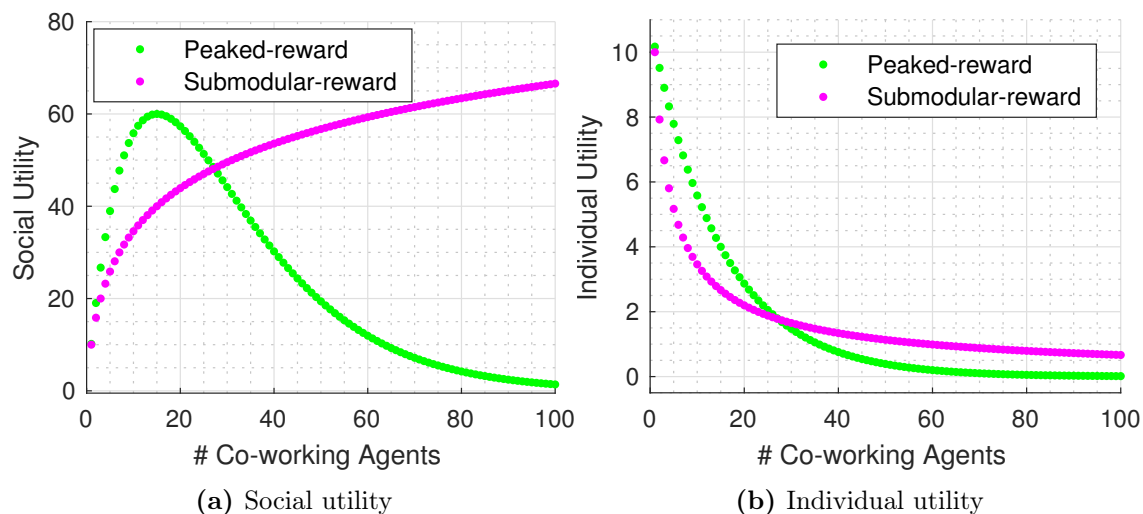 80
60
40
20
0
Social Utility
Peaked-reward
Submodular-reward
0 20 40 60 80 100
# Co-working Agents
(a) Social utility
10
8
6
4
2
0
Individual Utility
Peaked-reward
Submodular-reward
0 20 40 60 80 100
# Co-working Agents
(b) Individual utility